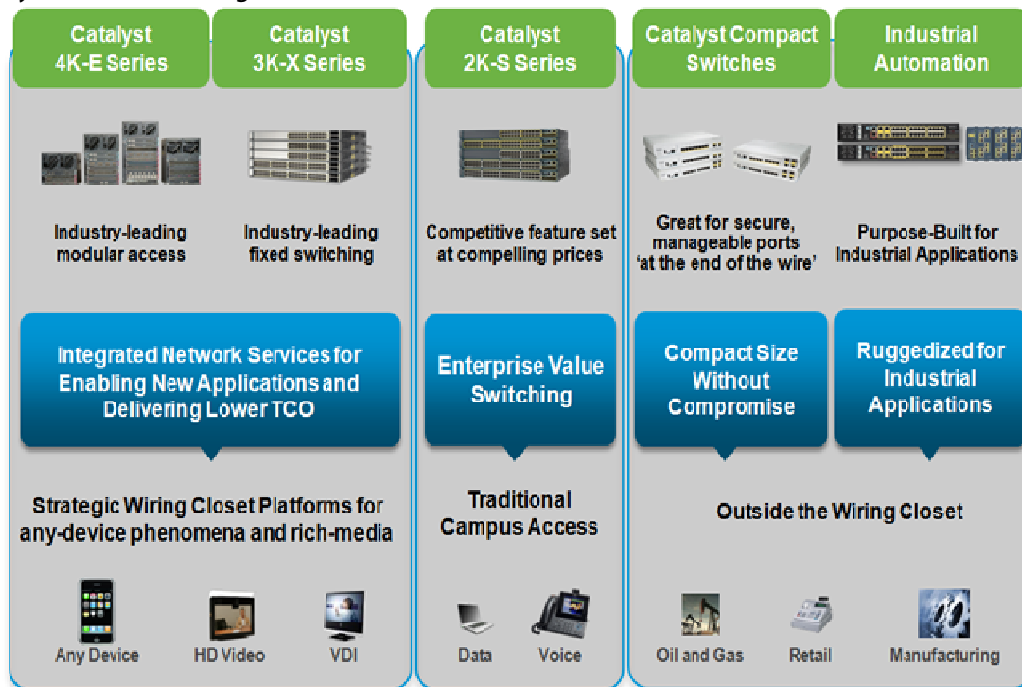 Catalyst
4K-E Series
Catalyst
3K-X Series
Catalyst
2K-S Series
Catalyst Compact
Switches
Industrial
Automation
Industry-leading
modular access
Industry-leading
fixed switching
Competitive feature set
at compelling prices
Great for secure,
manageable ports
‘at the end of the wire’
Purpose-Built for
Industrial Applications
Integrated Network Services for
Enabling New Applications and
Delivering Lower TCO
Enterprise Value
Switching
Compact Size
Without
Compromise
Ruggedized for
Industrial
Applications
Strategic Wiring Closet Platforms for
any-device phenomena and rich-media
Traditional
Campus Access
Outside the Wiring Closet
Any Device
HD Video
VDI
Data
Voice
Oil and Gas
Retail
Manufacturing